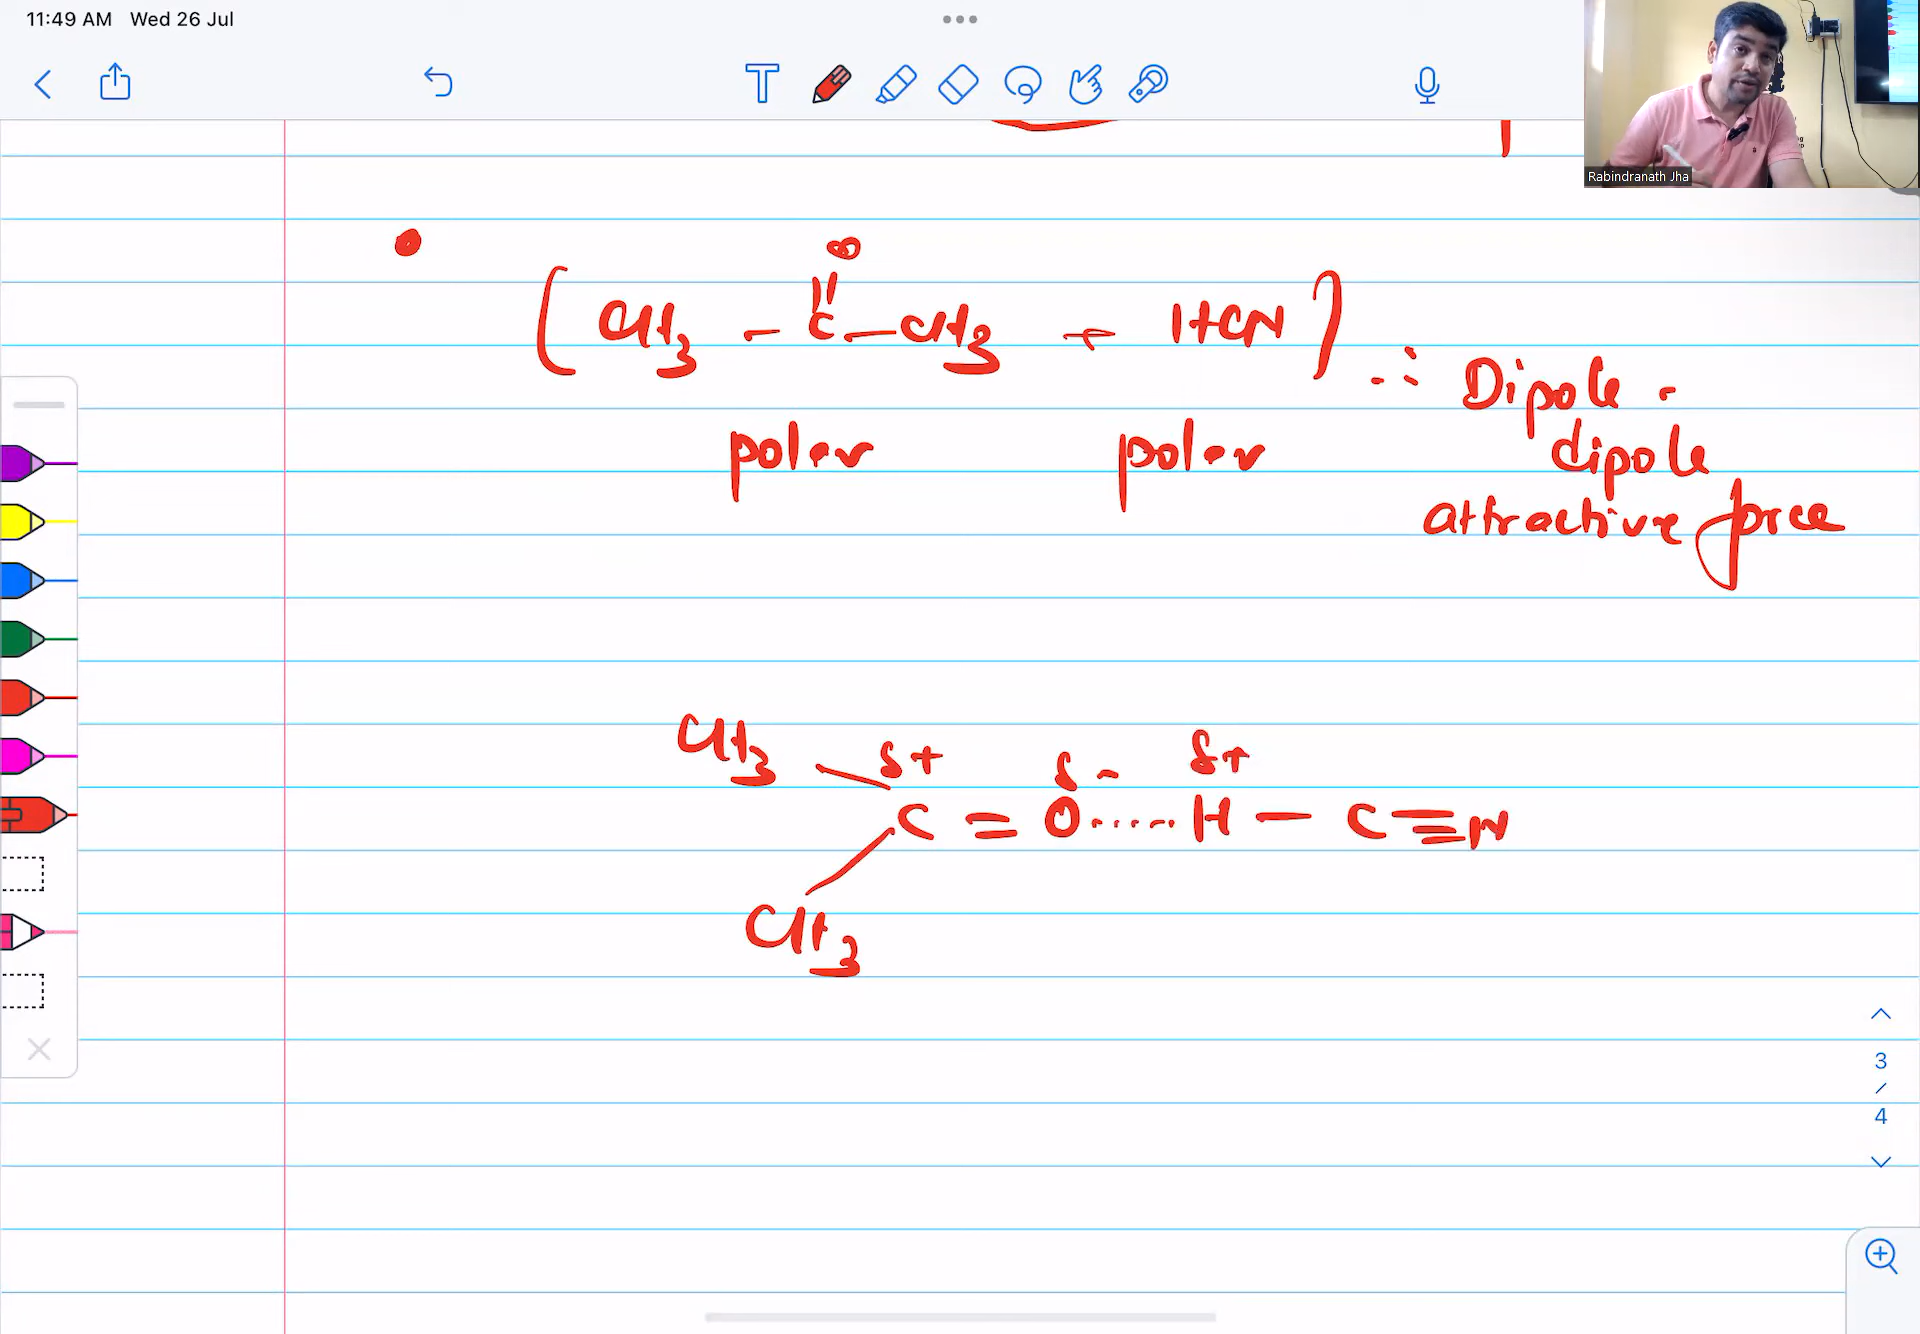 11:49 AM Wed 26 Jul
Rabindranath Jha
O
||
( CH3 - C - CH3 + HCN ) ∴ Dipole -
polar polar dipole
attractive force
CH3 δ+ δ- δ+
C = O ..... H - C ≡ N
CH3
3
/
4